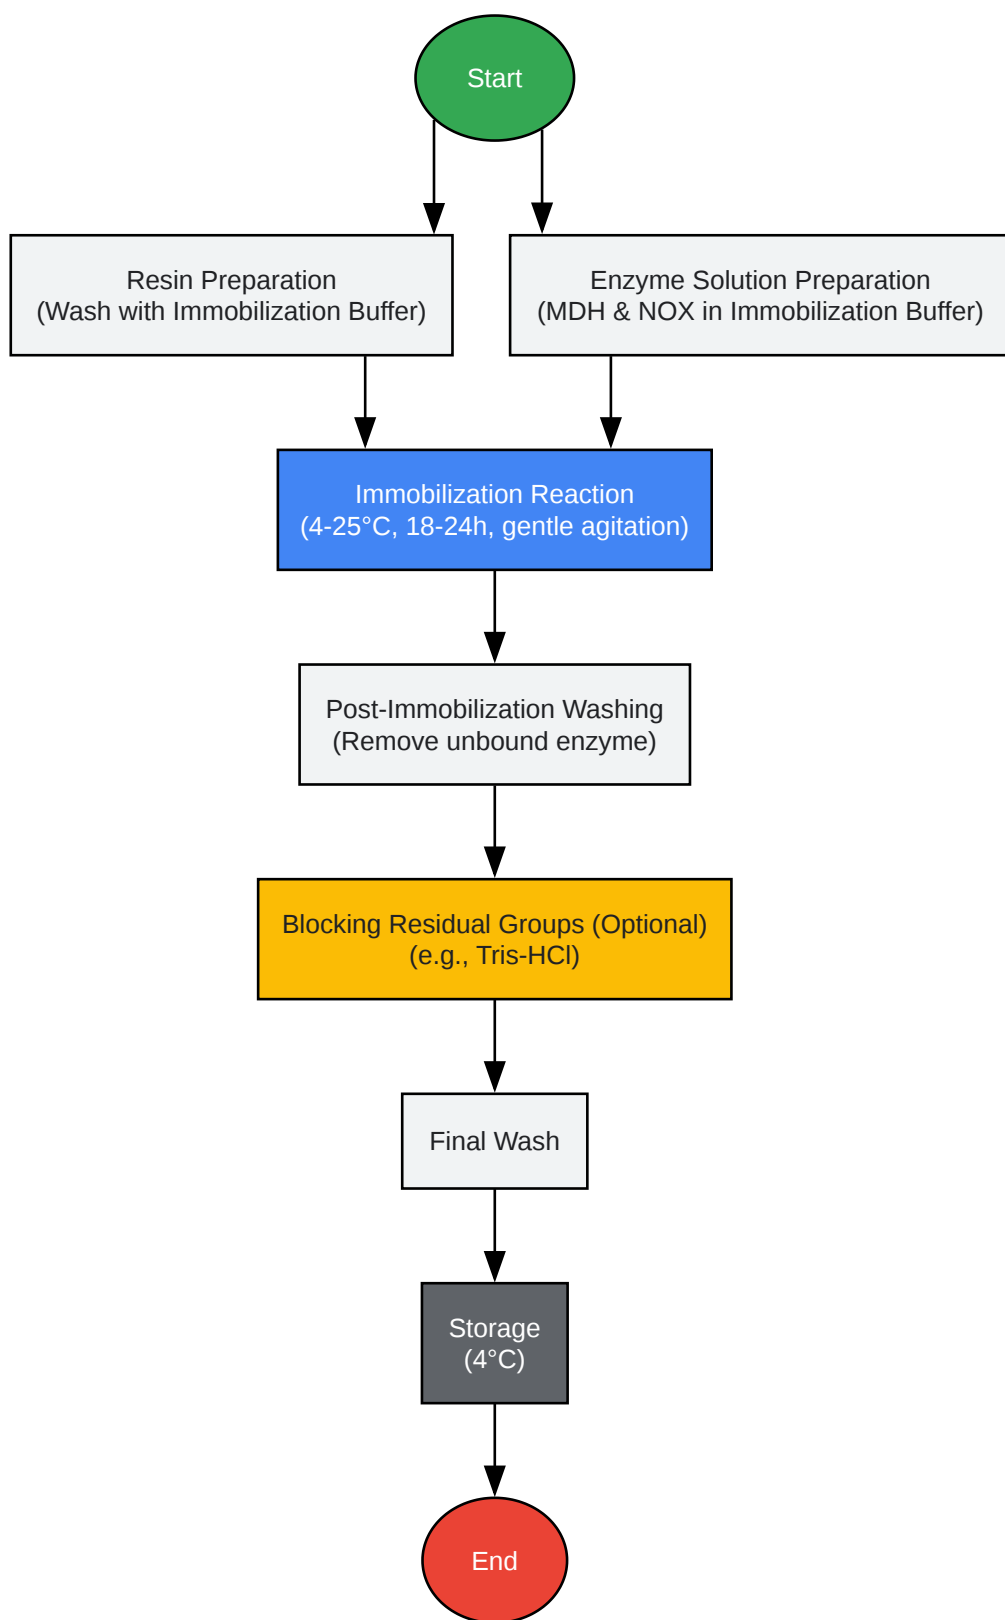 Start
Resin Preparation
(Wash with Immobilization Buffer)
Enzyme Solution Preparation
(MDH & NOX in Immobilization Buffer)
Immobilization Reaction
(4-25°C, 18-24h, gentle agitation)
Post-Immobilization Washing
(Remove unbound enzyme)
Blocking Residual Groups (Optional)
(e.g., Tris-HCl)
Final Wash
Storage
(4°C)
End